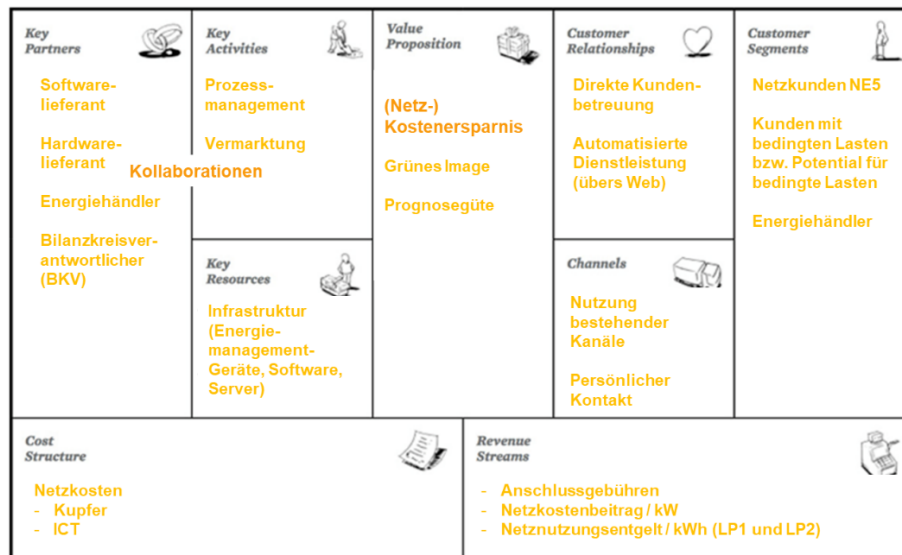 Key
Partners
Software-
lieferant
Hardware-
lieferant
Kollaborationen
Energiehändler
Bilanzkreisver-
antwortlicher
(BKV)
Key
Activities
Prozess-
management
Vermarktung
Key
Resources
Infrastruktur
(Energie-
management-
Geräte, Software,
Server)
Value
Proposition
(Netz-)
Kostenersparnis
Grünes Image
Prognosegüte
Customer
Relationships
Direkte Kunden-
betreuung
Automatisierte
Dienstleistung
(übers Web)
Channels
Nutzung
bestehender
Kanäle
Persönlicher
Kontakt
Customer
Segments
Netzkunden NE5
Kunden mit
bedingten Lasten
bzw. Potential für
bedingte Lasten
Energiehändler
Cost
Structure
Netzkosten
- Kupfer
- ICT
Revenue
Streams
- Anschlussgebühren
- Netzkostenbeitrag / kW
- Netznutzungsentgelt / kWh (LP1 und LP2)